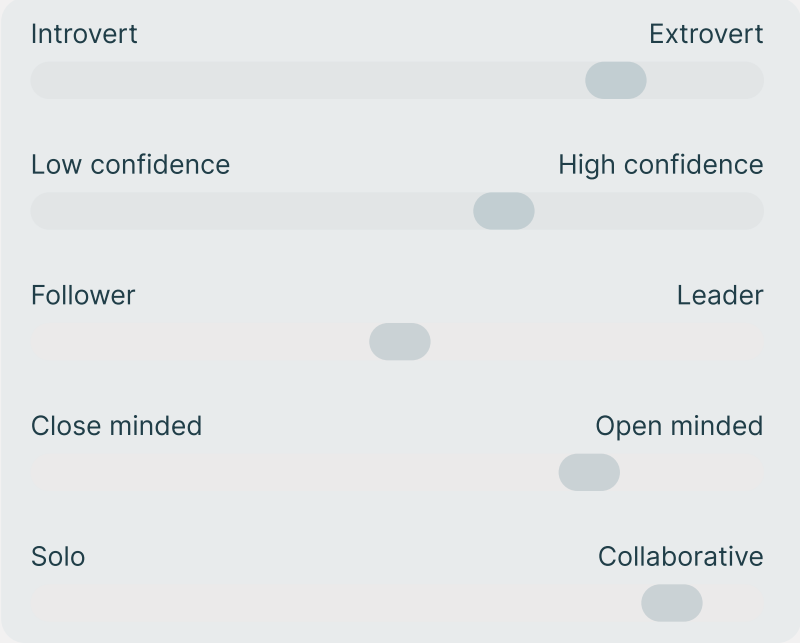 Introvert Extrovert
Low confidence High confidence
Follower Leader
Close minded Open minded
Solo Collaborative